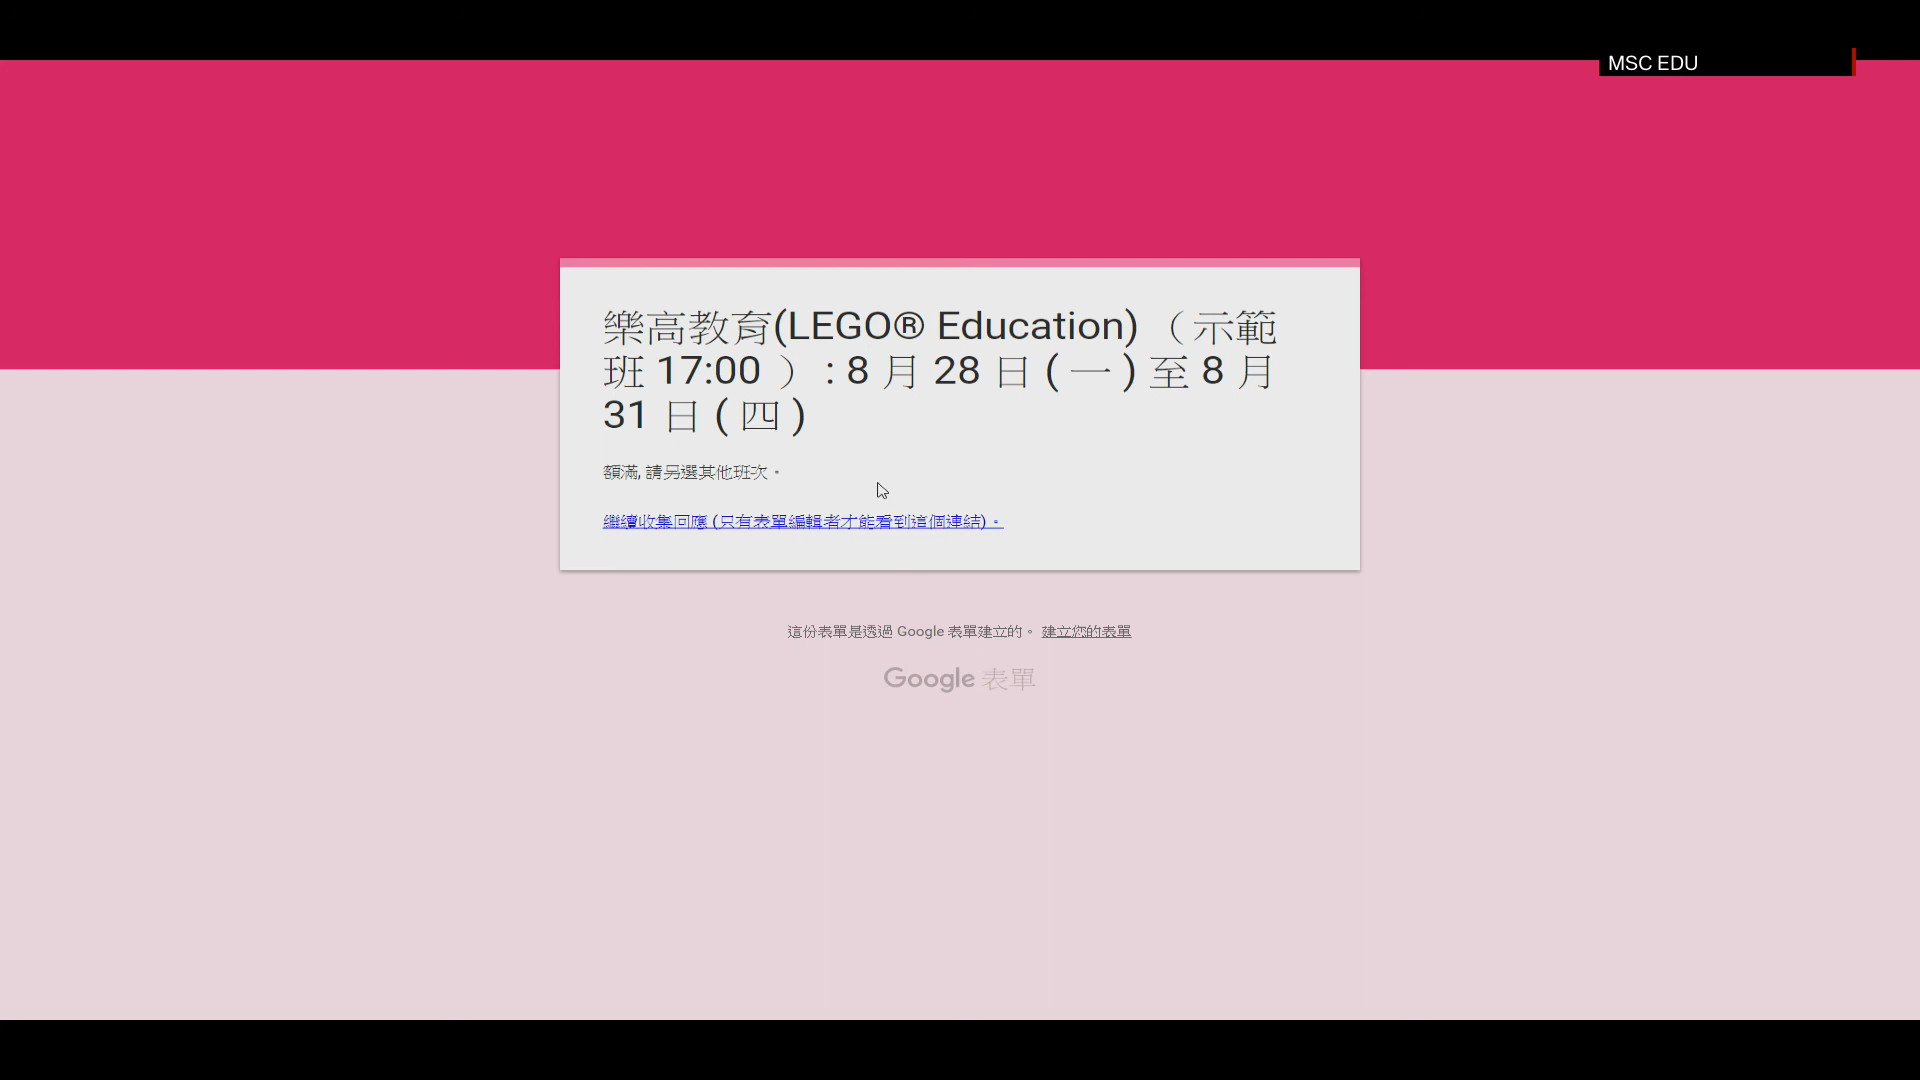 MSC EDU
樂高教育(LEGO® Education) （示範
班 17:00 ） : 8 月 28 日 ( 一 ) 至 8 月
31 日 ( 四 )
額滿, 請另選其他班次。
繼續收集回應 (只有表單編輯者才能看到這個連結)。
這份表單是透過 Google 表單建立的。 建立您的表單
Google 表單